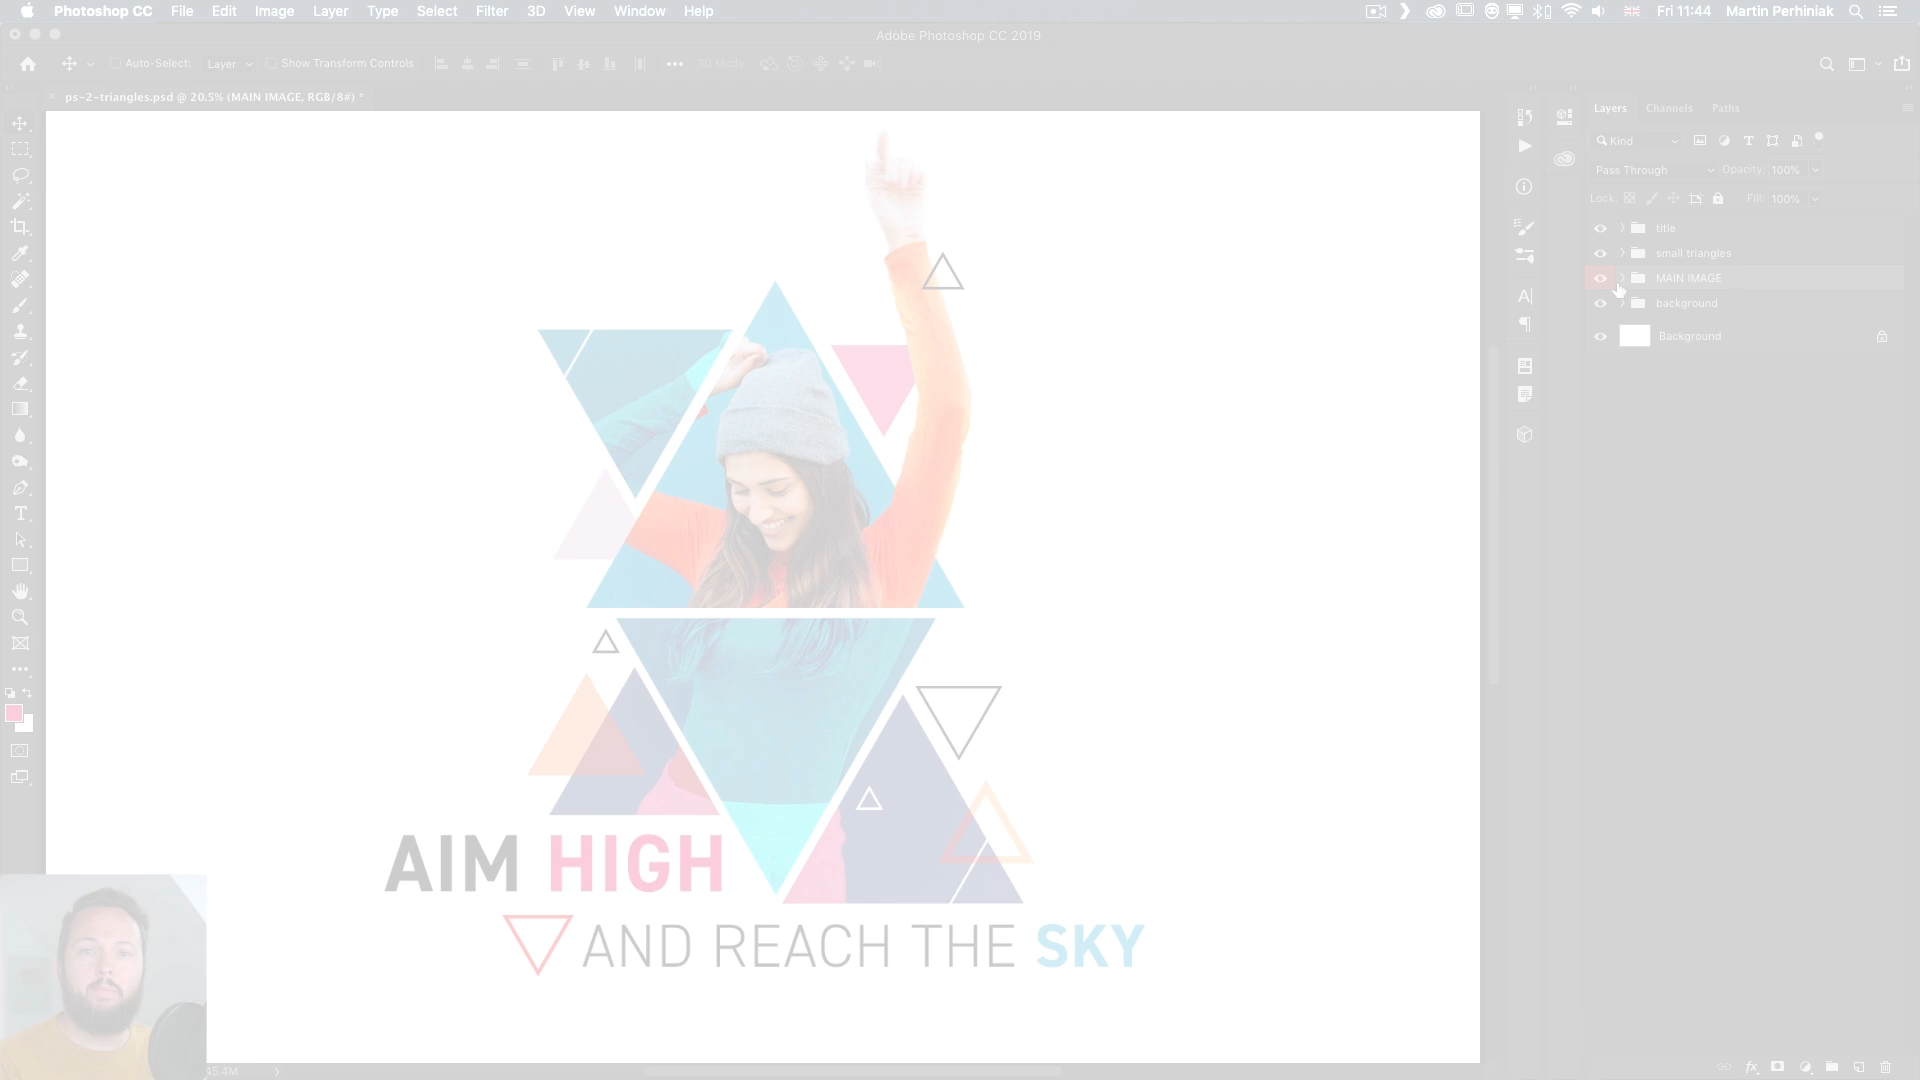 Photoshop CC File Edit Image Layer Type Select Filter 3D View Window Help Fri 11:44 Martin Perhiniak
Adobe Photoshop CC 2019
Auto-Select: Layer Show Transform Controls 3D Mode
ps-2-triangles.psd @ 20.5% (MAIN IMAGE, RGB/8#) *
Layers Channels Paths
Kind
Pass Through Opacity: 100%
Lock: Fill: 100%
title
small triangles
MAIN IMAGE
background
Background
AIM HIGH
AND REACH THE SKY
45.4M